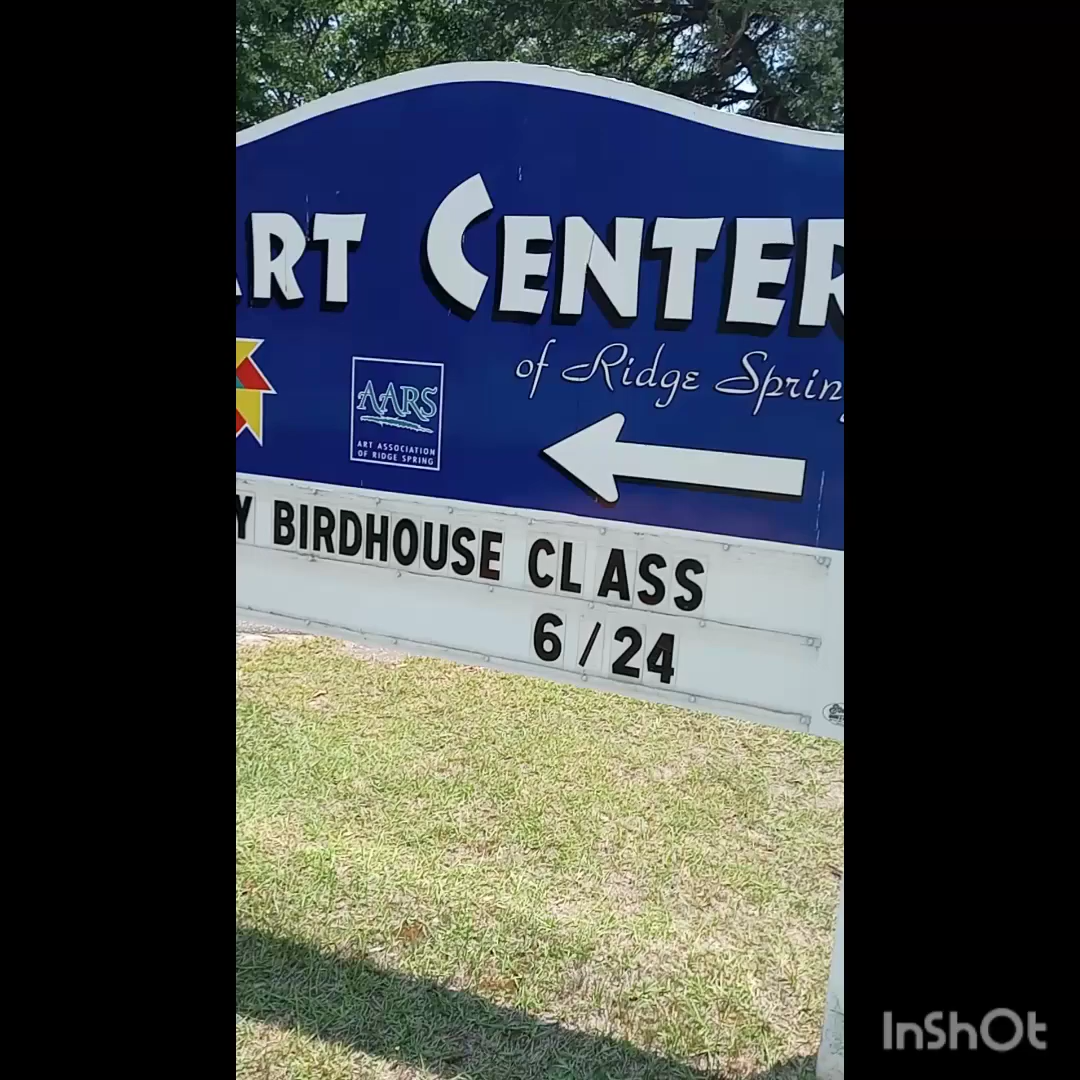 ART CENTER
of Ridge Spring
AARS
ART ASSOCIATION
OF RIDGE SPRING
Y BIRDHOUSE CLASS
6/24
InShOt